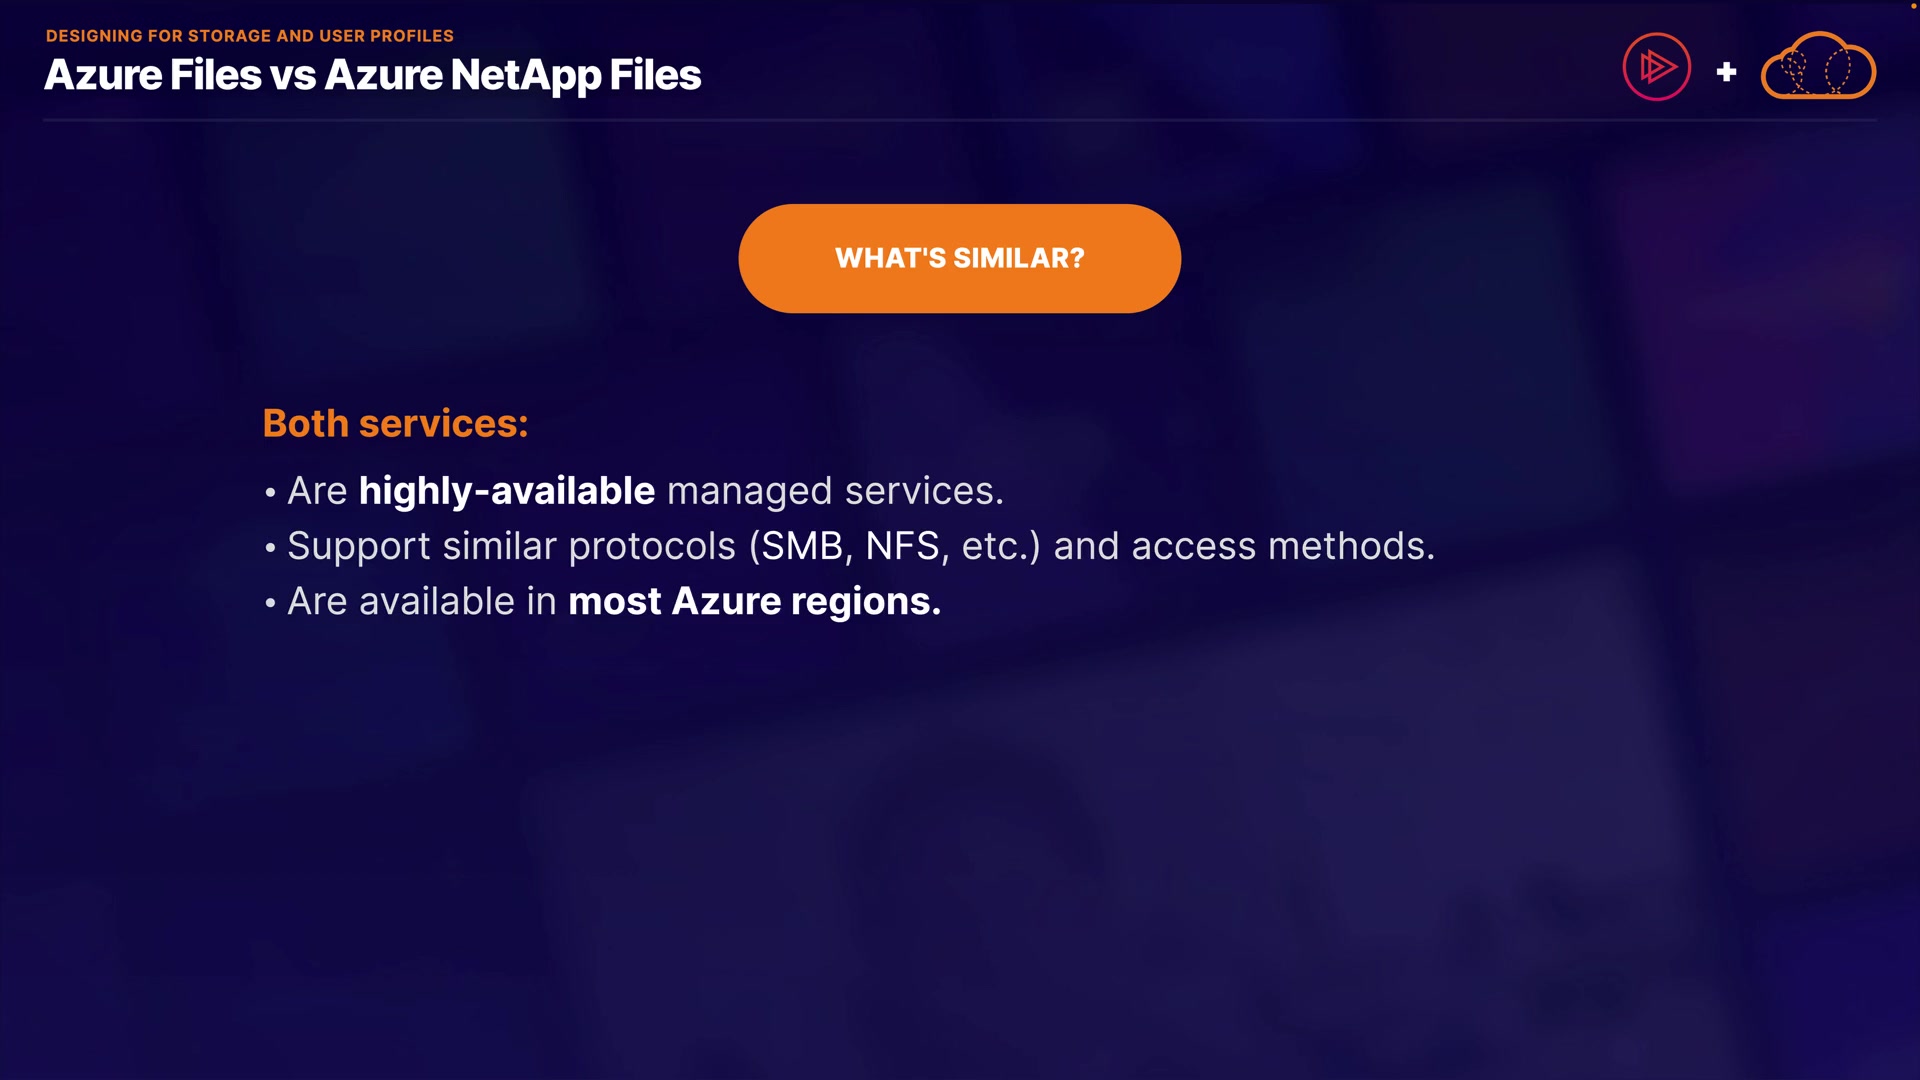 DESIGNING FOR STORAGE AND USER PROFILES
Azure Files vs Azure NetApp Files
+
WHAT'S SIMILAR?
Both services:
• Are highly-available managed services.
• Support similar protocols (SMB, NFS, etc.) and access methods.
• Are available in most Azure regions.